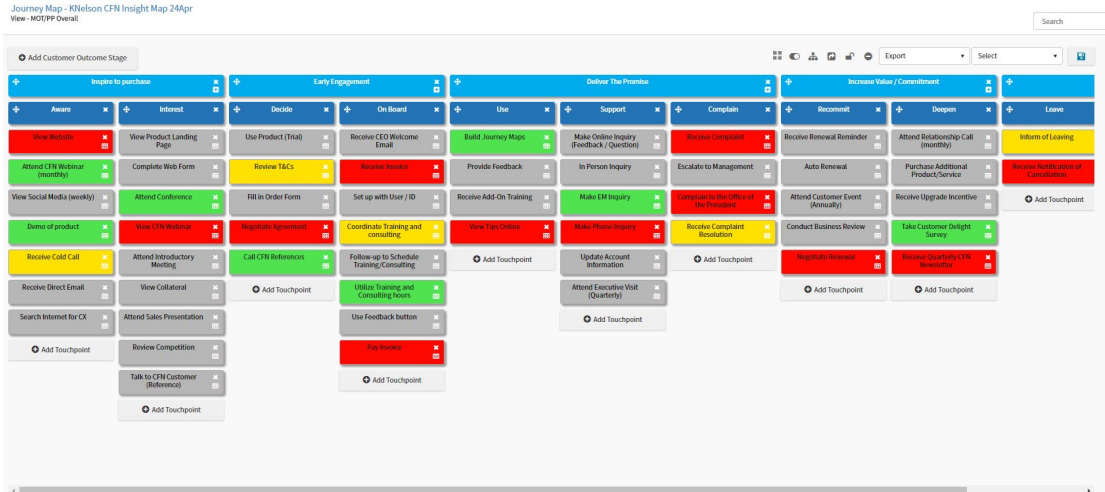 Journey Map - KNelson CFN Insight Map 24Apr
View - MOT/PP Overall
Search
Add Customer Outcome Stage
Export
Select
Inspire to purchase
Early Engagement
Deliver The Promise
Increase Value / Commitment
Aware
Interest
Decide
On Board
Use
Support
Complain
Recommit
Deepen
Leave
View Website
Attend CFN Webinar
(monthly)
View Social Media (weekly)
Demo of product
Receive Cold Call
Receive Direct Email
Search Internet for CX
Add Touchpoint
View Product Landing
Page
Complete Web Form
Attend Conference
View CFN Webinar
Attend Introductory
Meeting
View Collateral
Attend Sales Presentation
Review Competition
Talk to CFN Customer
(Reference)
Add Touchpoint
Use Product (Trial)
Review T&Cs
Fill in Order Form
Negotiate Agreement
Call CFN References
Add Touchpoint
Receive CEO Welcome
Email
Receive Invoice
Set up with User / ID
Coordinate Training and
consulting
Follow-up to Schedule
Training/Consulting
Utilize Training and
Consulting hours
Use Feedback button
Pay Invoice
Add Touchpoint
Build Journey Maps
Provide Feedback
Receive Add-On Training
View Tips Online
Add Touchpoint
Make Online Inquiry
(Feedback / Question)
In Person Inquiry
Make EM Inquiry
Make Phone Inquiry
Update Account
Information
Attend Executive Visit
(Quarterly)
Add Touchpoint
Receive Complaint
Escalate to Management
Complain to the Office of
the President
Receive Complaint
Resolution
Add Touchpoint
Receive Renewal Reminder
Auto Renewal
Attend Customer Event
(Annually)
Conduct Business Review
Negotiate Renewal
Add Touchpoint
Attend Relationship Call
(monthly)
Purchase Additional
Product/Service
Receive Upgrade Incentive
Take Customer Delight
Survey
Receive Quarterly CFN
Newsletter
Add Touchpoint
Inform of Leaving
Receive Notification of
Cancellation
Add Touchpoint